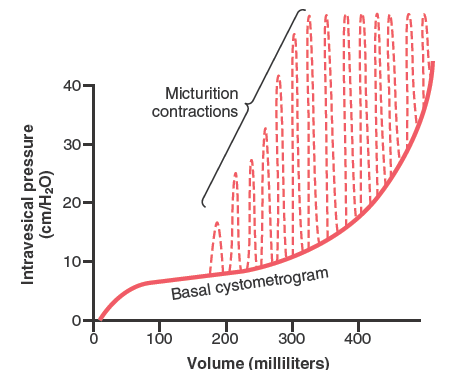 Micturition
contractions
40
30
20
10
0
Intravesical pressure
(cm/H₂O)
Basal cystometrogram
0 100 200 300 400
Volume (milliliters)